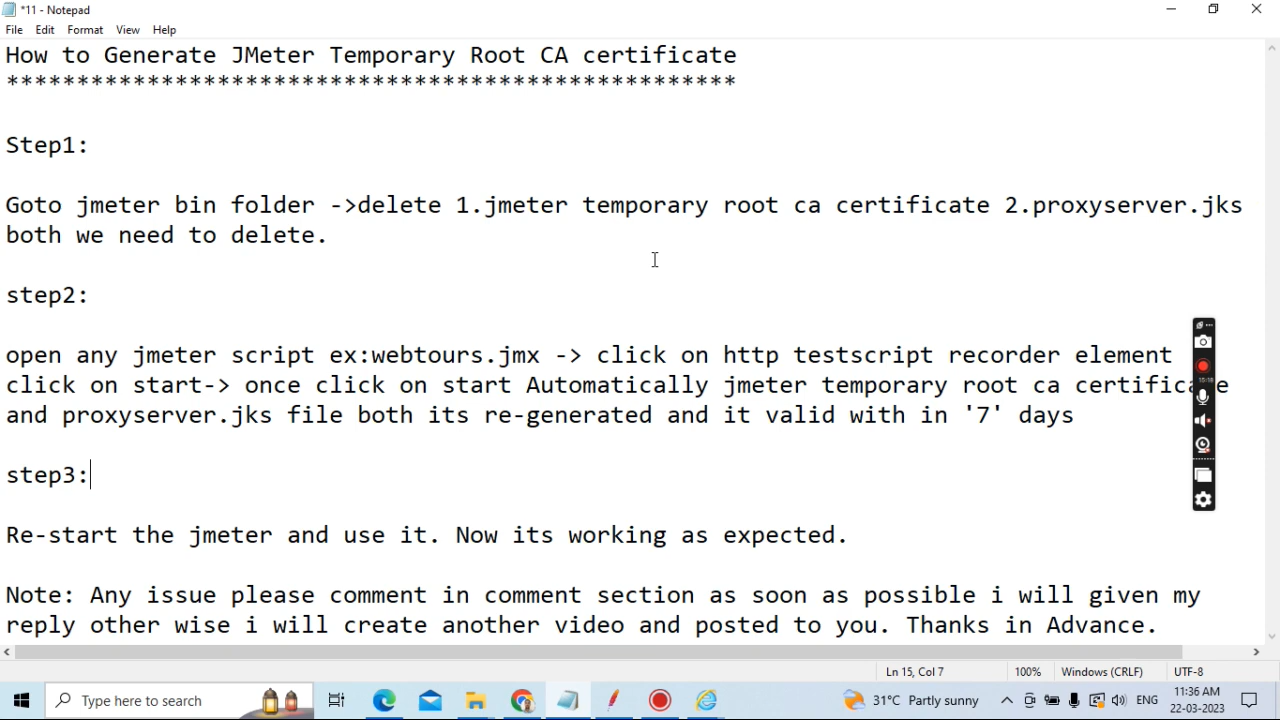 *11 - Notepad
File Edit Format View Help
How to Generate JMeter Temporary Root CA certificate
****************************************************
Step1:
Goto jmeter bin folder ->delete 1.jmeter temporary root ca certificate 2.proxyserver.jks
both we need to delete.
step2:
open any jmeter script ex:webtours.jmx -> click on http testscript recorder element
click on start-> once click on start Automatically jmeter temporary root ca certificate
and proxyserver.jks file both its re-generated and it valid with in '7' days
step3:
Re-start the jmeter and use it. Now its working as expected.
Note: Any issue please comment in comment section as soon as possible i will given my
reply other wise i will create another video and posted to you. Thanks in Advance.
Ln 15, Col 7 100% Windows (CRLF) UTF-8
Type here to search 31°C Partly sunny ENG 11:36 AM
22-03-2023